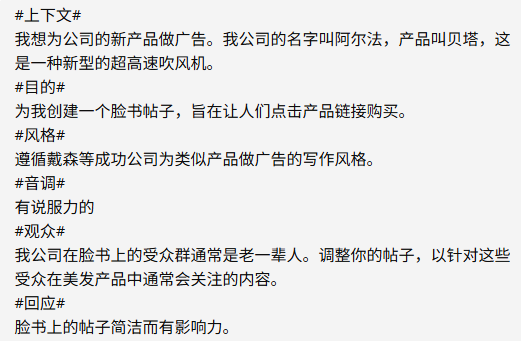 #上下文#
我想为公司的新产品做广告。我公司的名字叫阿尔法，产品叫贝塔，这
是一种新型的超高速吹风机。
#目的#
为我创建一个脸书帖子，旨在让人们点击产品链接购买。
#风格#
遵循戴森等成功公司为类似产品做广告的写作风格。
#音调#
有说服力的
#观众#
我公司在脸书上的受众群通常是老一辈人。调整你的帖子，以针对这些
受众在美发产品中通常会关注的内容。
#回应#
脸书上的帖子简洁而有影响力。